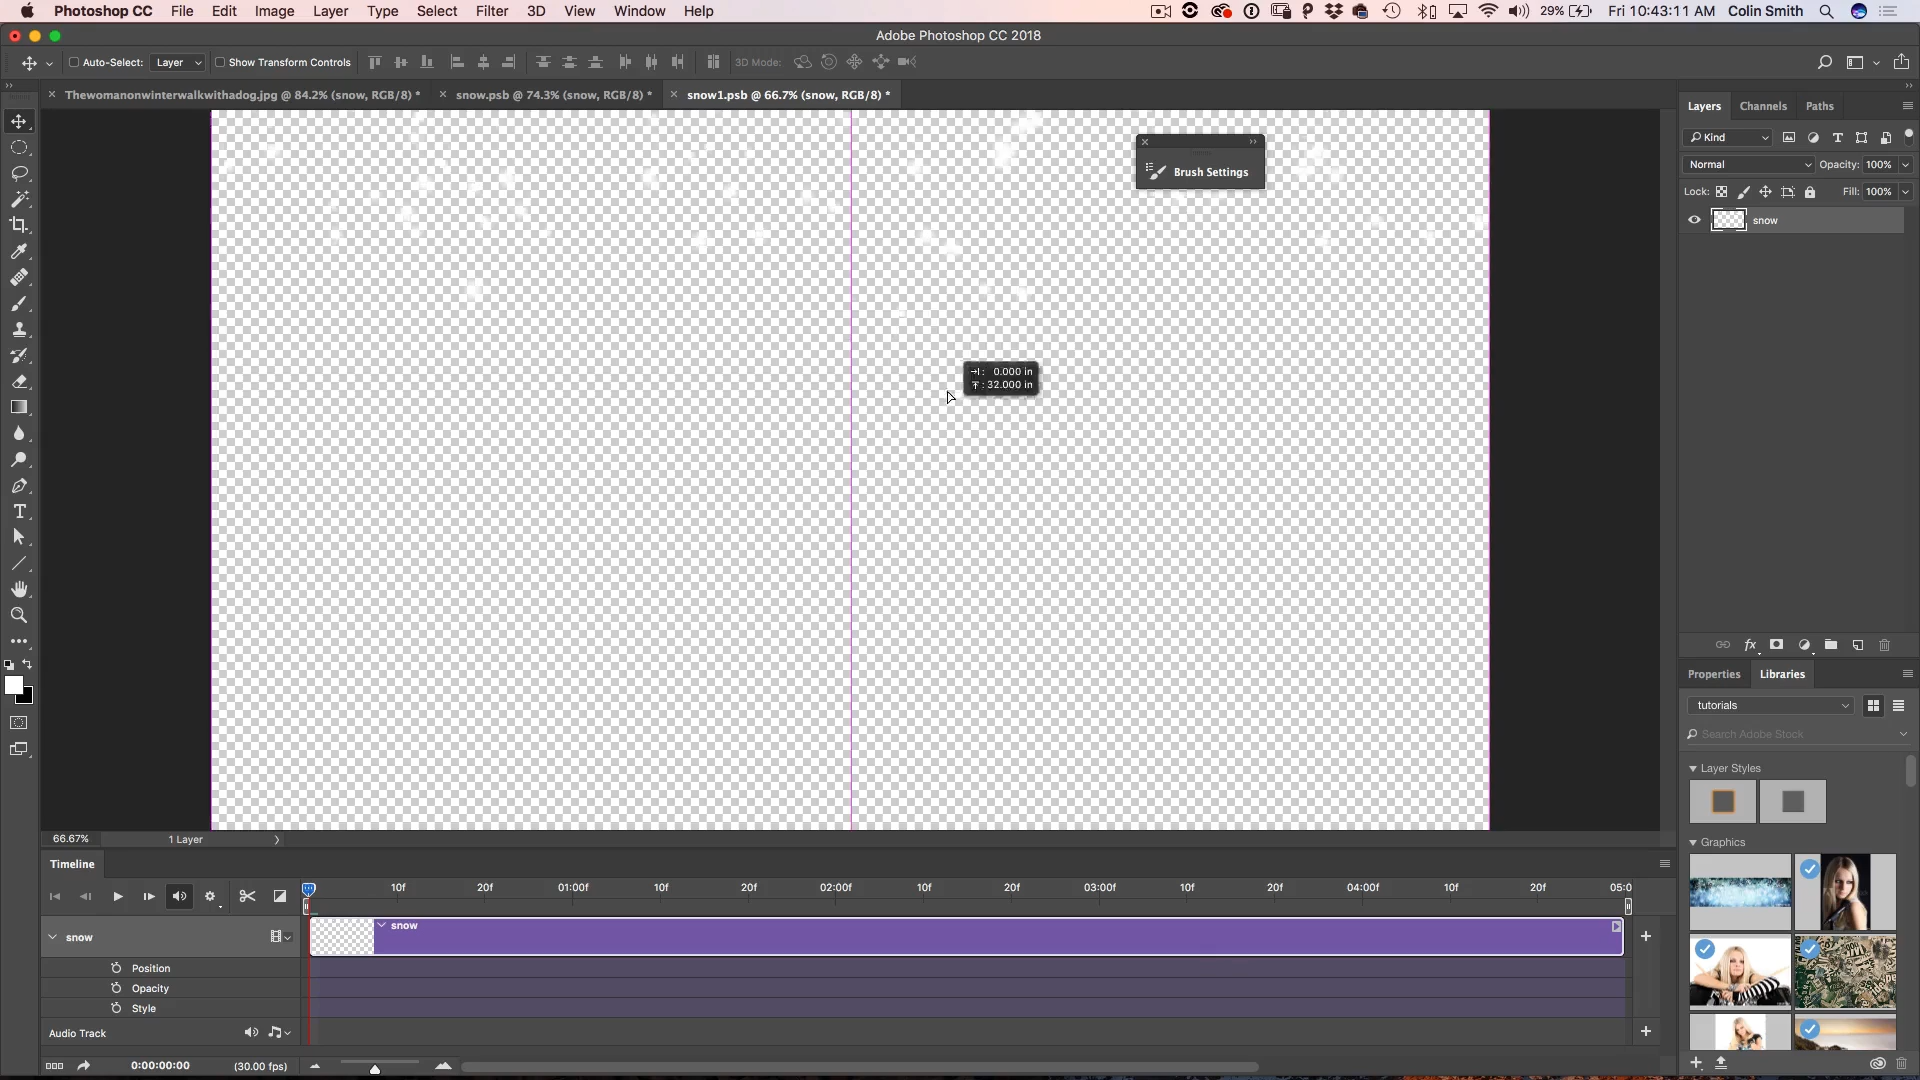 Photoshop CC File Edit Image Layer Type Select Filter 3D View Window Help
29% Fri 10:43:11 AM Colin Smith
Adobe Photoshop CC 2018
Auto-Select: Layer Show Transform Controls 3D Mode:
Thewomanonwinterwalkwithadog.jpg @ 84.2% (snow, RGB/8) *
snow.psb @ 74.3% (snow, RGB/8) *
snow1.psb @ 66.7% (snow, RGB/8) *
Brush Settings
: 0.000 in
: 32.000 in
Layers Channels Paths
Kind
Normal Opacity: 100%
Lock: Fill: 100%
snow
Properties Libraries
tutorials
Search Adobe Stock
Layer Styles
Graphics
66.67% 1 Layer
Timeline
10f 20f 01:00f 10f 20f 02:00f 10f 20f 03:00f 10f 20f 04:00f 10f 20f 05:0
snow
snow
Position
Opacity
Style
Audio Track
0:00:00:00 (30.00 fps)